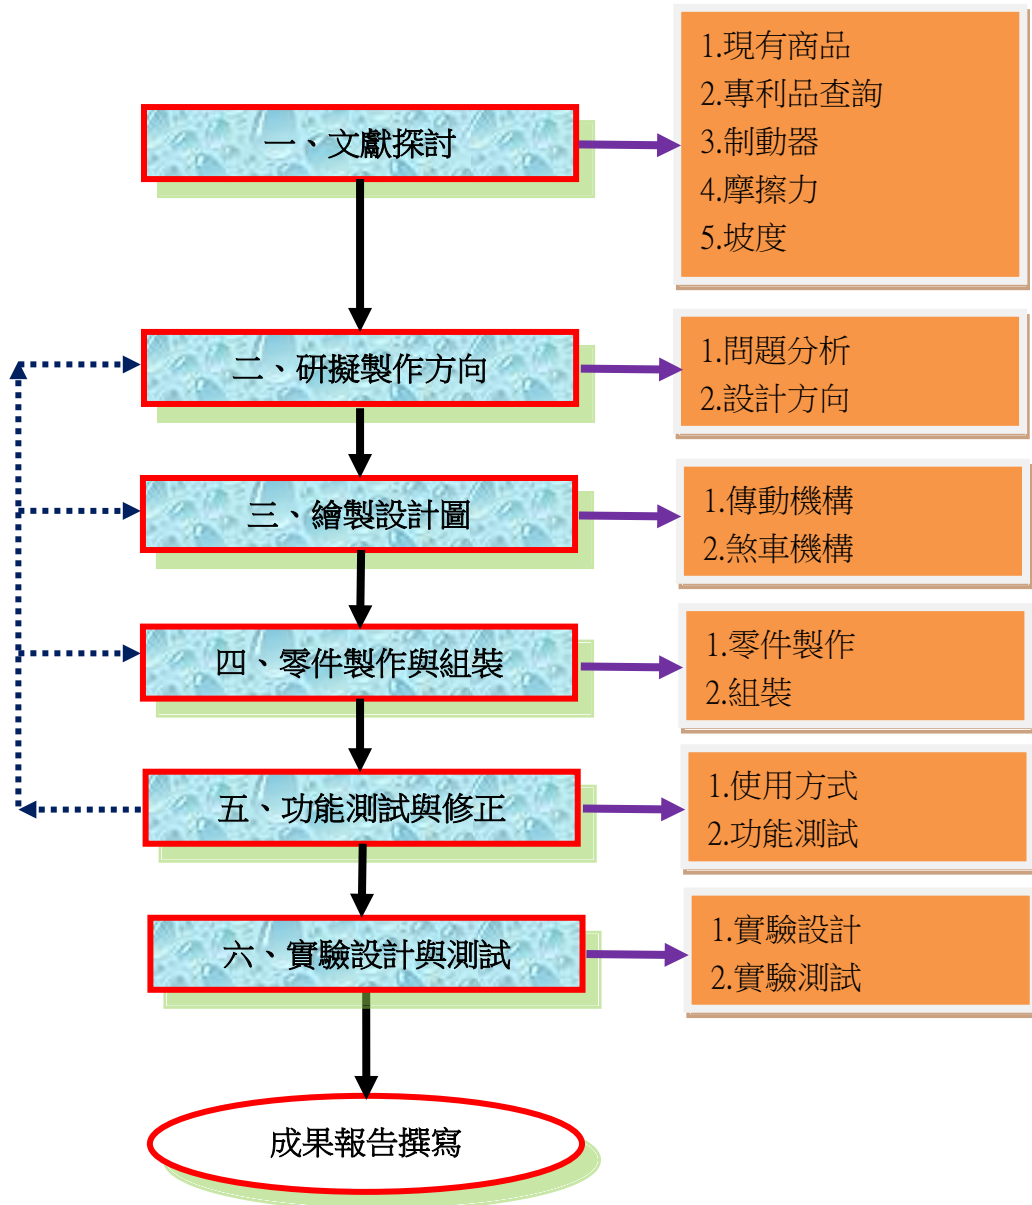 一、文獻探討
1.現有商品
2.專利品查詢
3.制動器
4.摩擦力
5.坡度
二、研擬製作方向
1.問題分析
2.設計方向
三、繪製設計圖
1.傳動機構
2.煞車機構
四、零件製作與組裝
1.零件製作
2.組裝
五、功能測試與修正
1.使用方式
2.功能測試
六、實驗設計與測試
1.實驗設計
2.實驗測試
成果報告撰寫